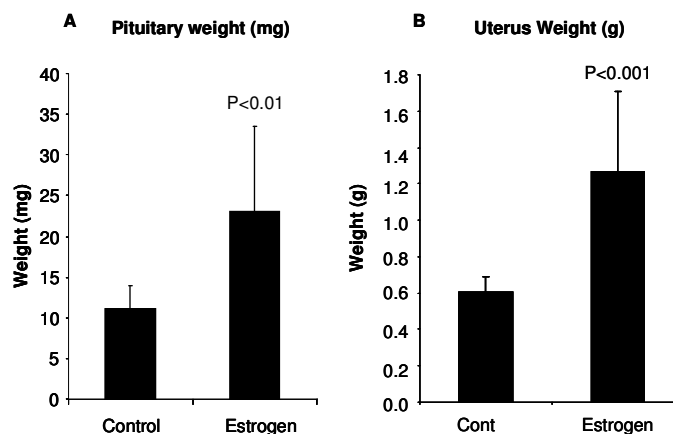 A Pituitary weight (mg)
Weight (mg)
40
35
30
25
20
15
10
5
0
P<0.01
Control Estrogen
B Uterus Weight (g)
Weight (g)
1.8
1.6
1.4
1.2
1.0
0.8
0.6
0.4
0.2
0.0
P<0.001
Cont Estrogen